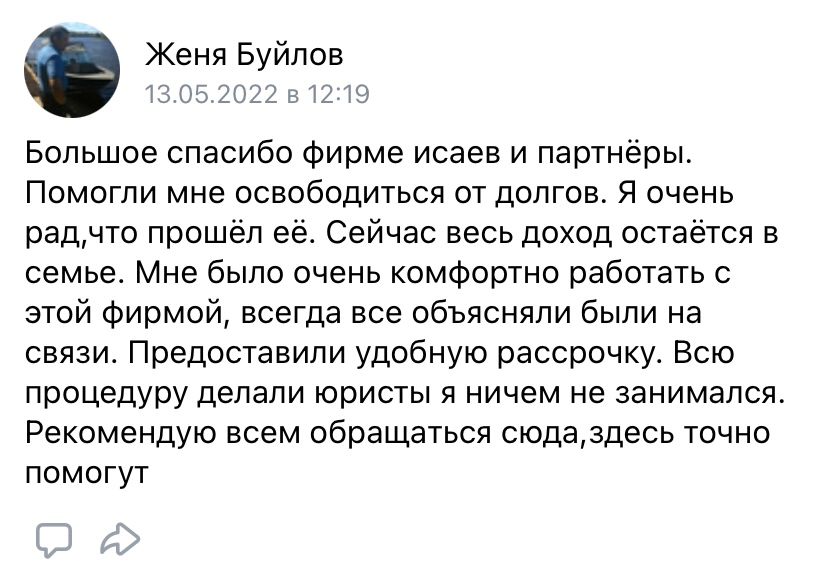 Женя Буйлов
13.05.2022 в 12:19
Большое спасибо фирме исаев и партнёры.
Помогли мне освободиться от долгов. Я очень
рад,что прошёл её. Сейчас весь доход остаётся в
семье. Мне было очень комфортно работать с
этой фирмой, всегда все объясняли были на
связи. Предоставили удобную рассрочку. Всю
процедуру делали юристы я ничем не занимался.
Рекомендую всем обращаться сюда,здесь точно
помогут